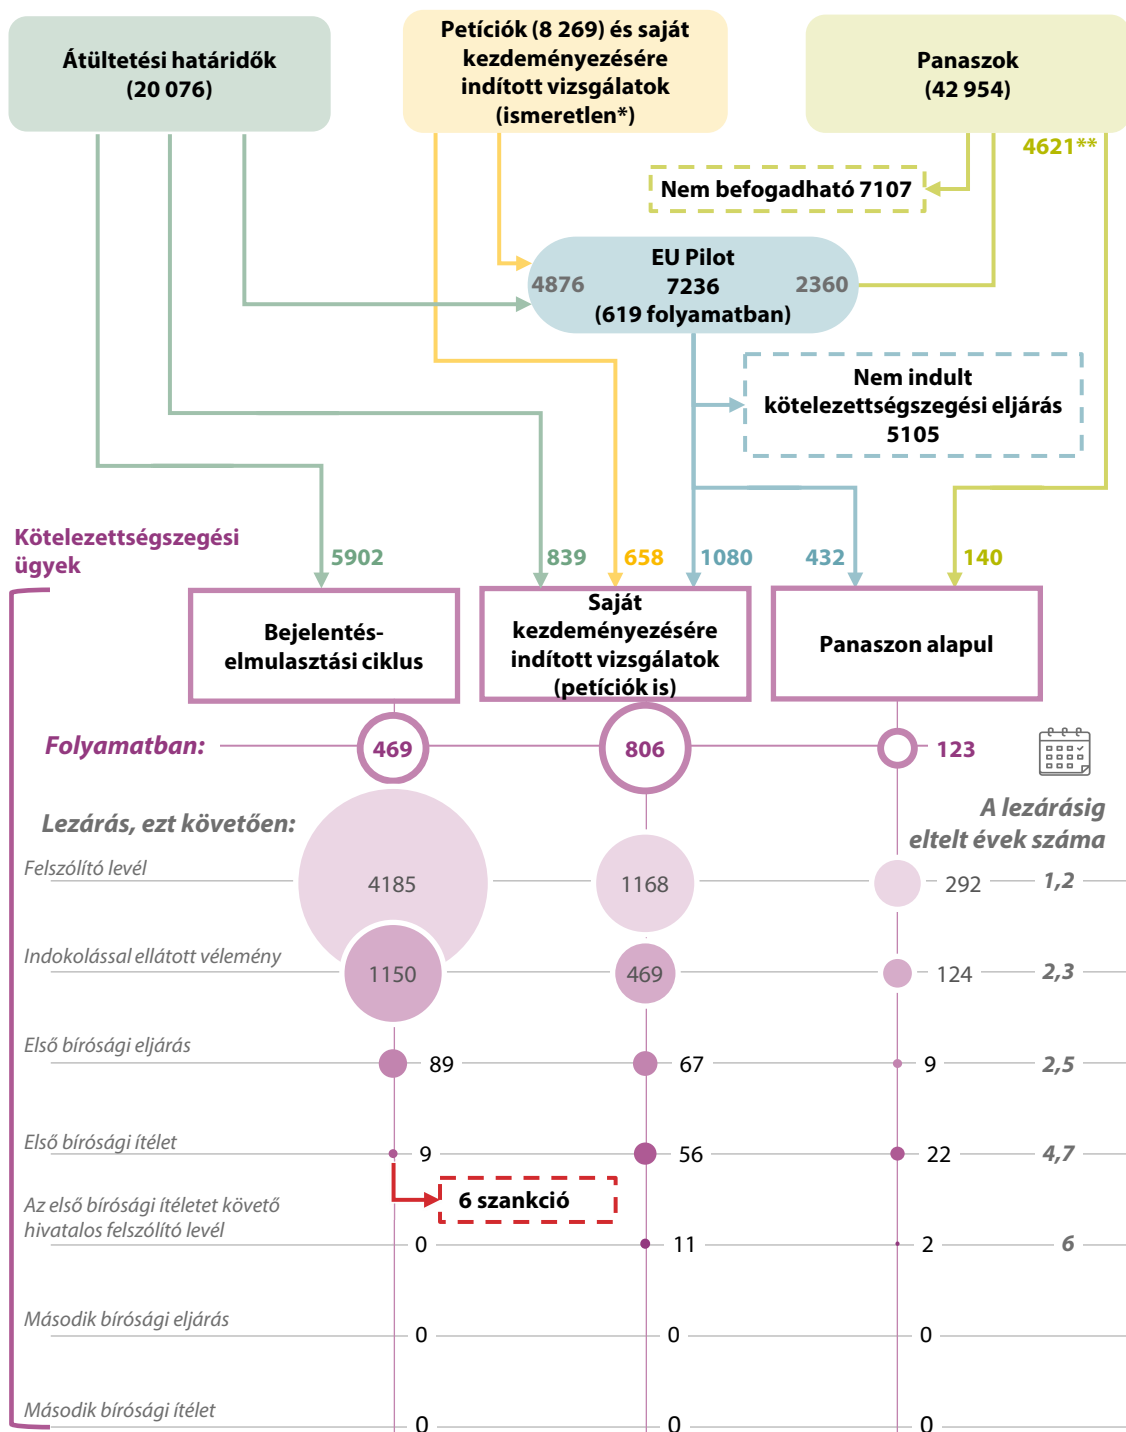 Átültetési határidők
(20 076)
Petíciók (8 269) és saját
kezdeményezésére
indított vizsgálatok
(ismeretlen*)
Panaszok
(42 954)
4621**
Nem befogadható 7107
EU Pilot
4876
7236
2360
(619 folyamatban)
Nem indult
kötelezettségszegési eljárás
5105
Kötelezettségszegési
ügyek
5902
839
658
1080
432
140
Bejelentés-
elmulasztási ciklus
Saját
kezdeményezésére
indított vizsgálatok
(petíciók is)
Panaszon alapul
Folyamatban:
469
806
123
Lezárás, ezt követően:
A lezárásig
eltelt évek száma
Felszólító levél
4185
1168
292
1,2
Indokolással ellátott vélemény
1150
469
124
2,3
Első bírósági eljárás
89
67
9
2,5
Első bírósági ítélet
9
56
22
4,7
6 szankció
Az első bírósági ítéletet követő
hivatalos felszólító levél
0
11
2
6
Második bírósági eljárás
0
0
0
Második bírósági ítélet
0
0
0